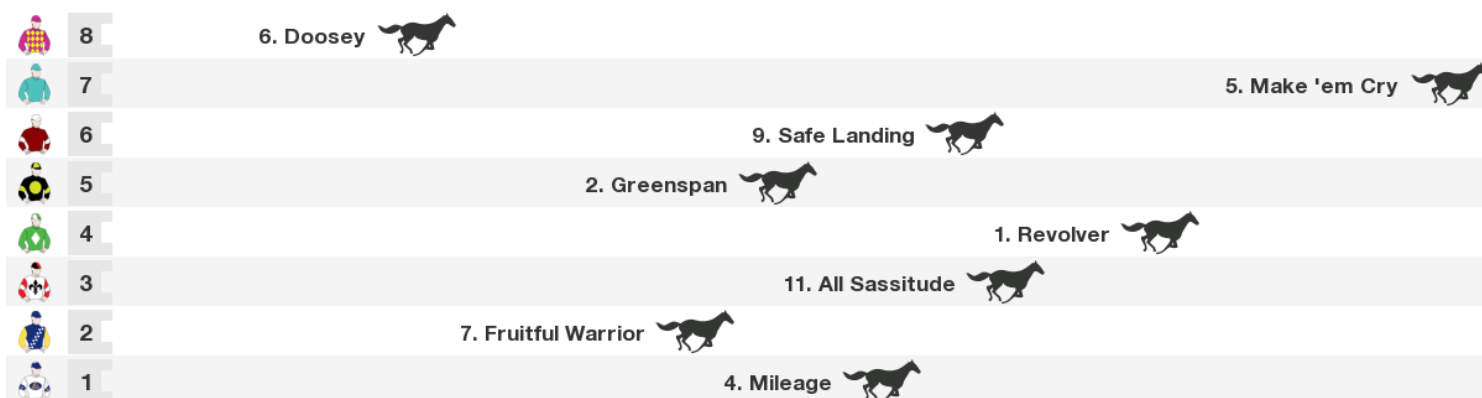 8 6. Doosey
7 5. Make 'em Cry
6 9. Safe Landing
5 2. Greenspan
4 1. Revolver
3 11. All Sassitude
2 7. Fruitful Warrior
1 4. Mileage